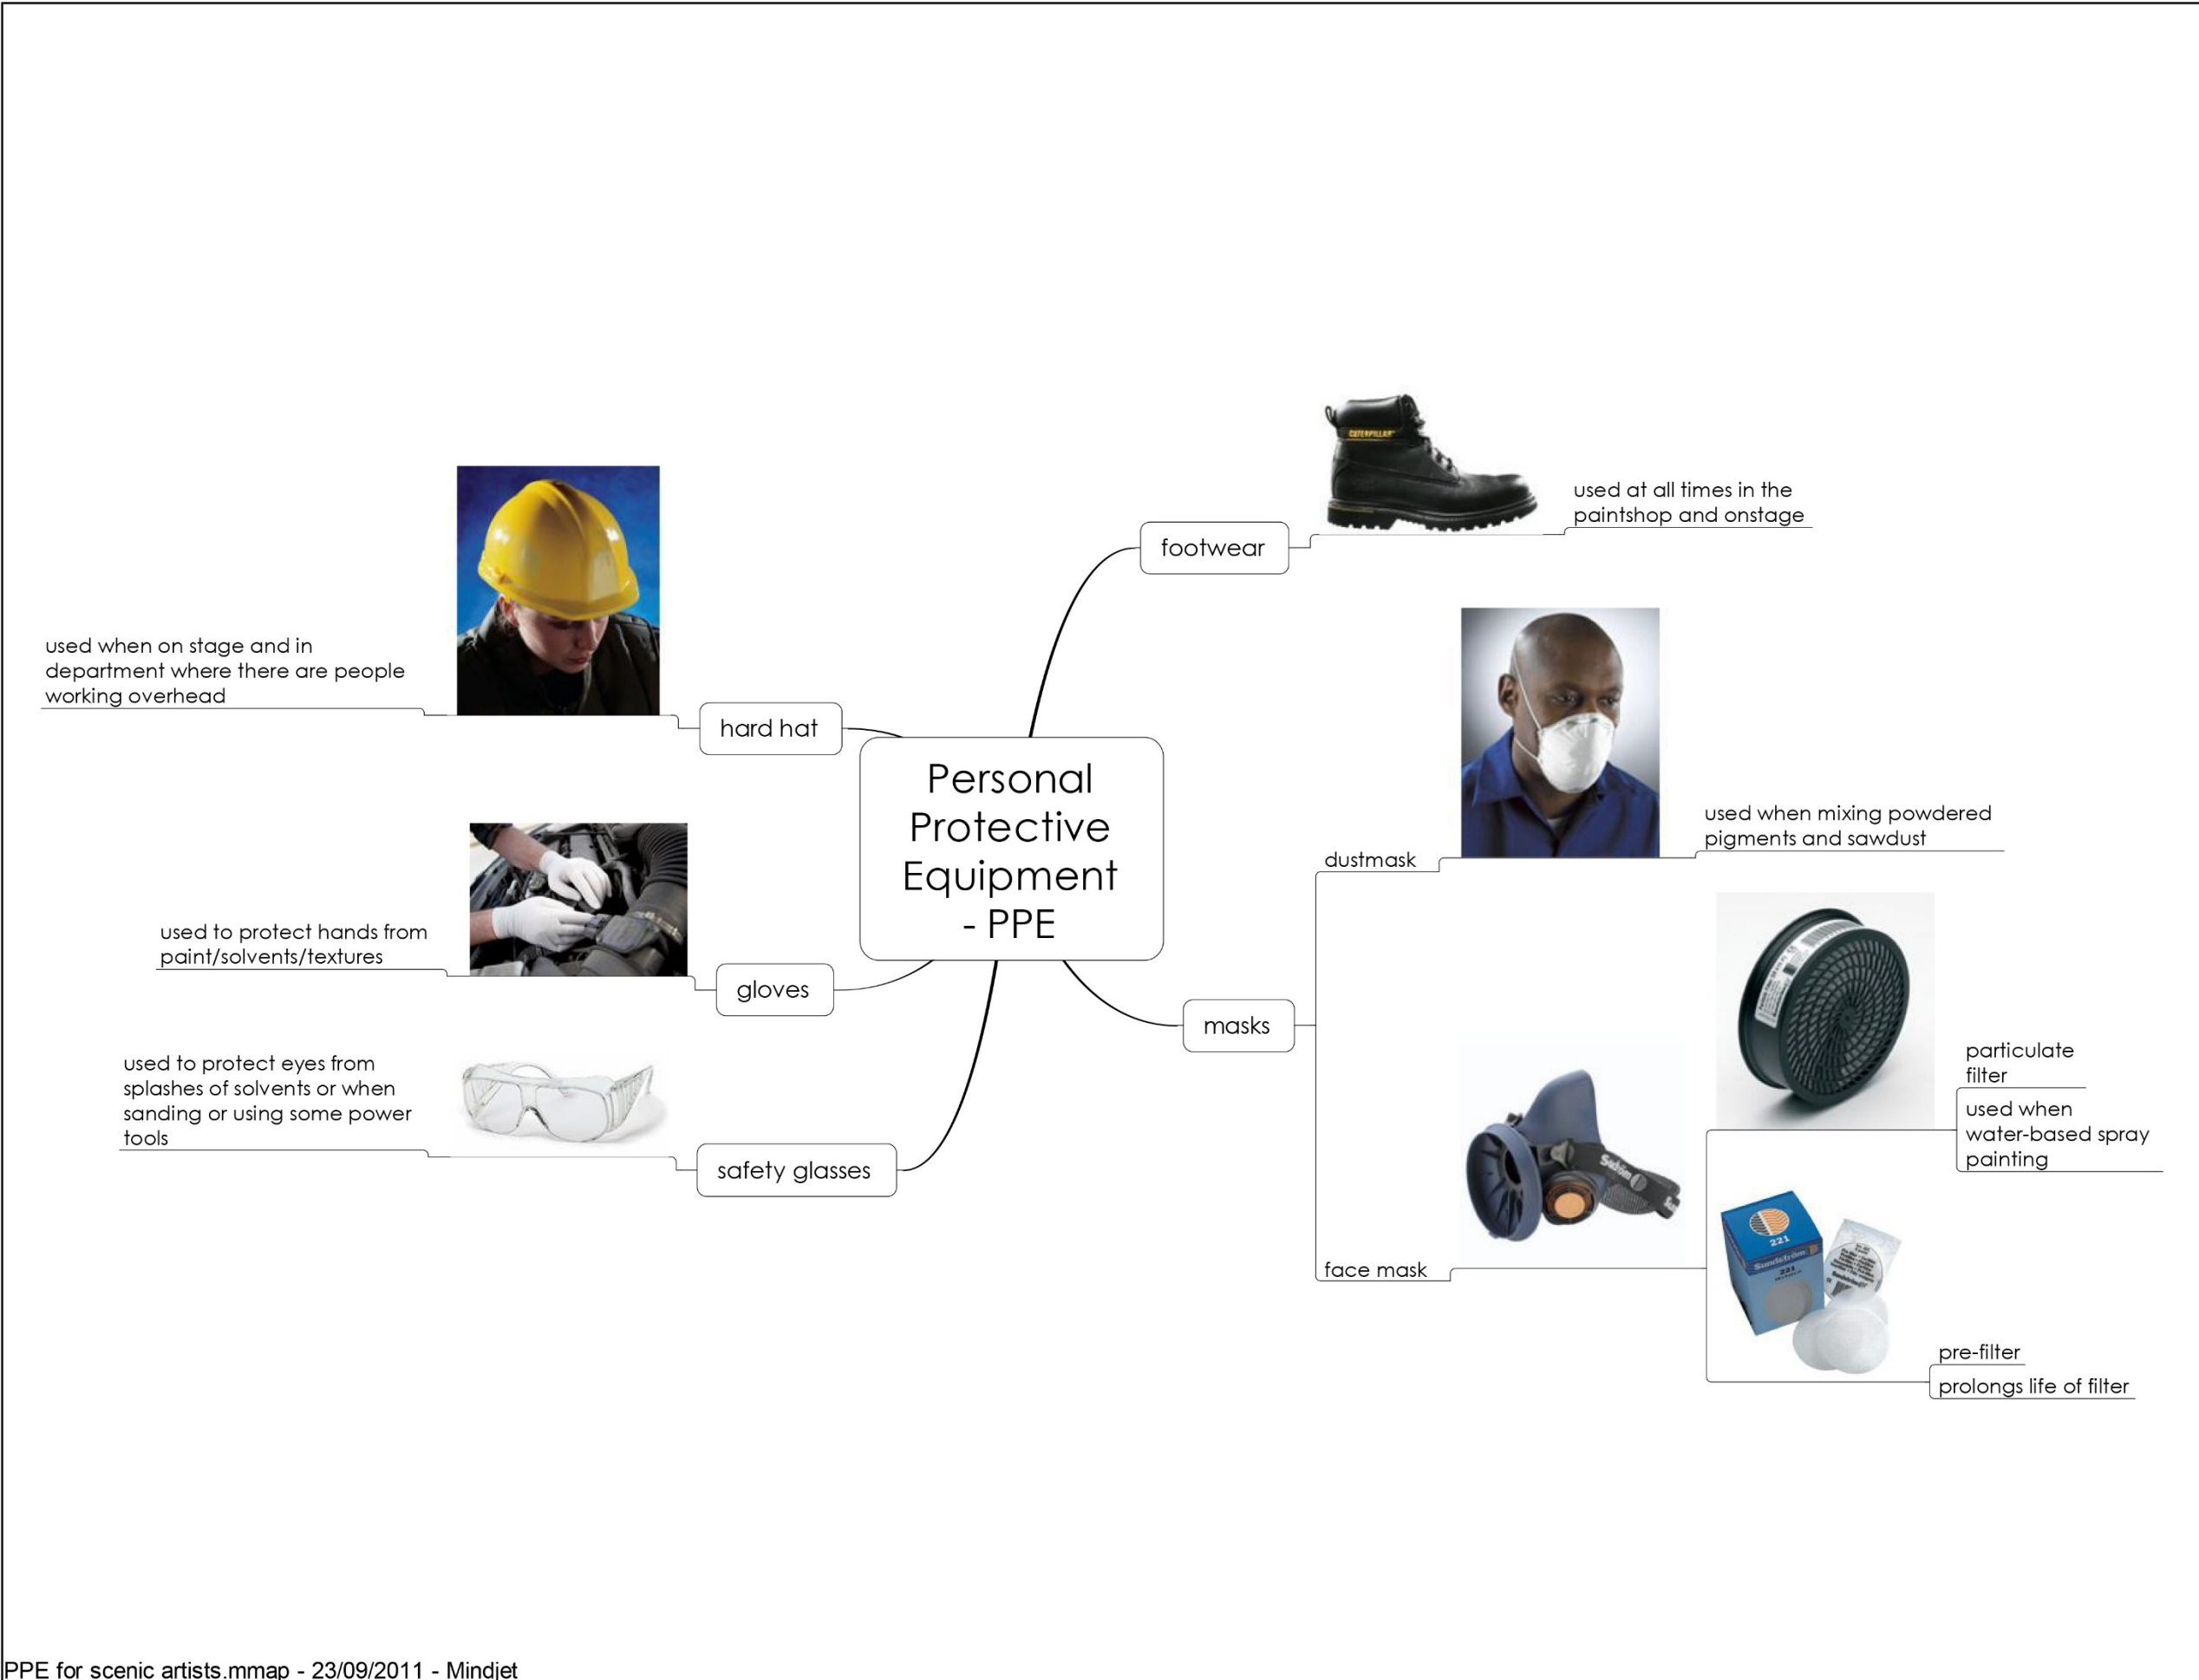 CATERPILLAR
used at all times in the
paintshop and onstage
footwear
used when on stage and in
department where there are people
working overhead
hard hat
Personal
Protective
Equipment
- PPE
used when mixing powdered
pigments and sawdust
dustmask
used to protect hands from
paint/solvents/textures
gloves
masks
used to protect eyes from
splashes of solvents or when
sanding or using some power
tools
safety glasses
particulate
filter
used when
water-based spray
painting
face mask
221
Sundström
221
pre-filter
prolongs life of filter
PPE for scenic artists.mmap - 23/09/2011 - Mindjet